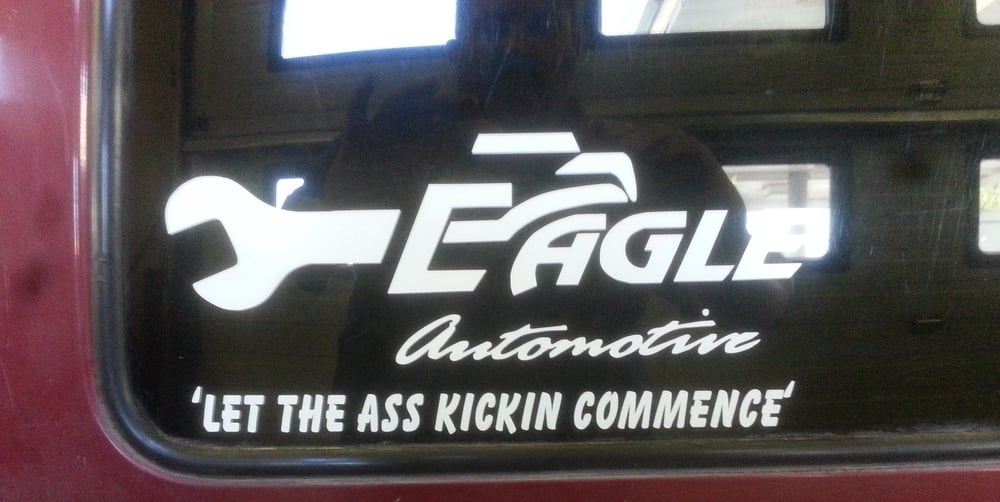 EAGLE
Automotive
'LET THE ASS KICKIN COMMENCE'